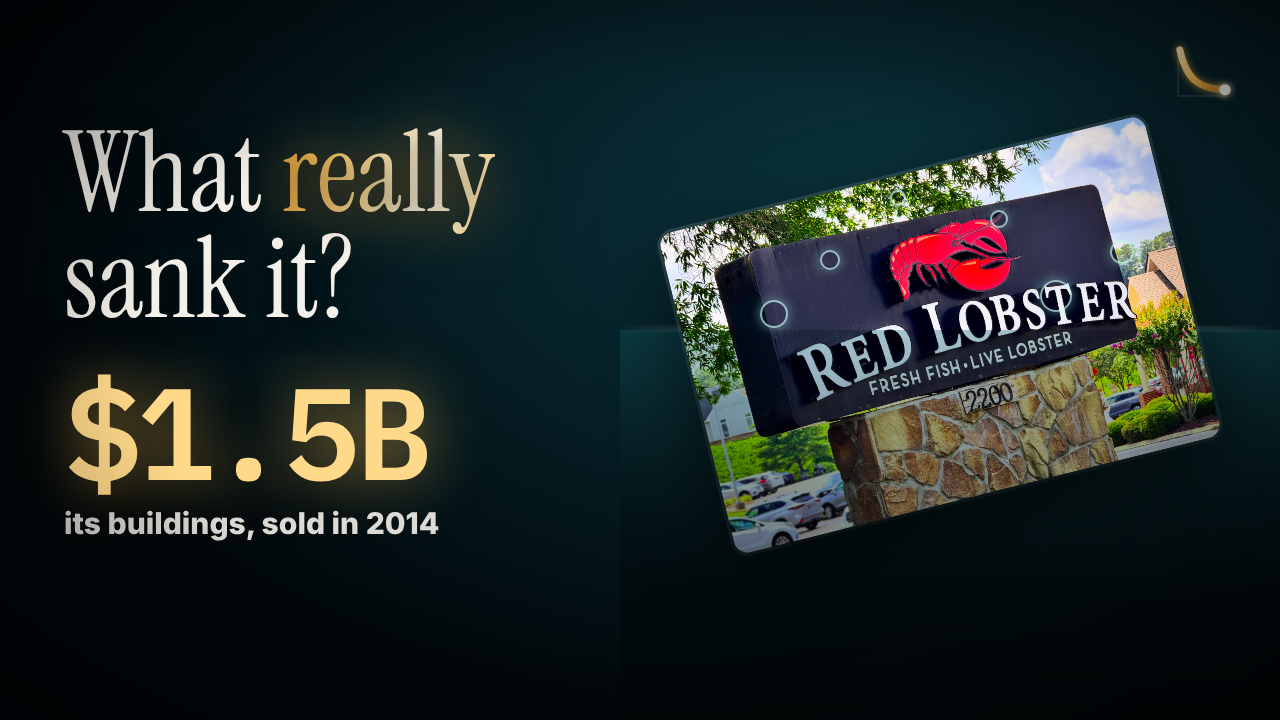 What really
sank it?
$1.5B
its buildings, sold in 2014
RED LOBSTER
FRESH FISH • LIVE LOBSTER
2200